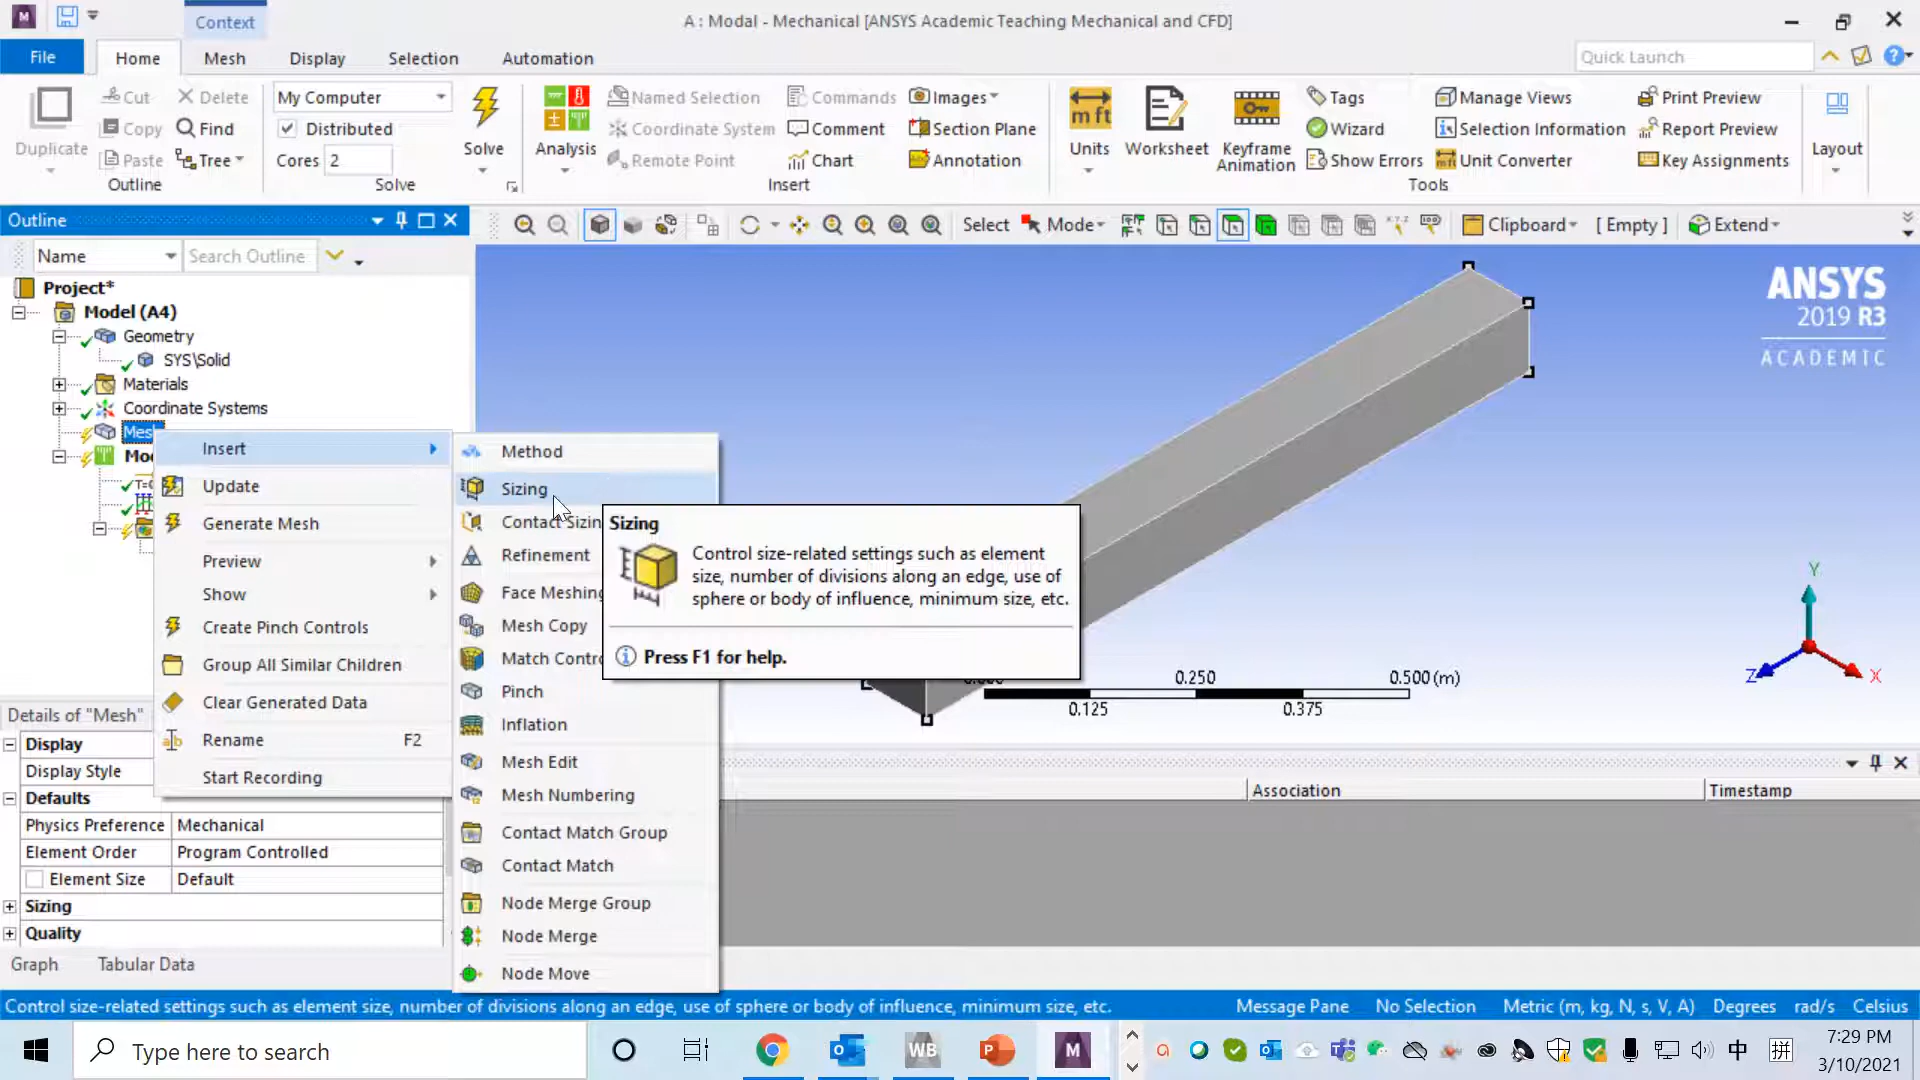 Context
A : Modal - Mechanical [ANSYS Academic Teaching Mechanical and CFD]
File
Home
Mesh
Display
Selection
Automation
Quick Launch
Duplicate
Cut
Copy
Paste
Delete
Find
Tree
Outline
My Computer
Distributed
Cores 2
Solve
Solve
Analysis
Named Selection
Coordinate System
Remote Point
Commands
Comment
Chart
Images
Section Plane
Annotation
Insert
Units
Worksheet
Keyframe
Animation
Tags
Wizard
Show Errors
Manage Views
Selection Information
Unit Converter
Print Preview
Report Preview
Key Assignments
Tools
Layout
Outline
Select
Mode
Clipboard
[ Empty ]
Extend
Name
Search Outline
Project*
Model (A4)
Geometry
SYS\Solid
Materials
Coordinate Systems
Mesh
Insert
Update
Generate Mesh
Preview
Show
Create Pinch Controls
Group All Similar Children
Clear Generated Data
Rename F2
Start Recording
Method
Sizing
Contact Sizin
Refinement
Face Meshing
Mesh Copy
Match Contro
Pinch
Inflation
Mesh Edit
Mesh Numbering
Contact Match Group
Contact Match
Node Merge Group
Node Merge
Node Move
Sizing
Control size-related settings such as element
size, number of divisions along an edge, use of
sphere or body of influence, minimum size, etc.
Press F1 for help.
ANSYS
2019 R3
ACADEMIC
Y
Z
X
0.250
0.500 (m)
0.125
0.375
Details of "Mesh"
Display
Display Style
Defaults
Physics Preference Mechanical
Element Order Program Controlled
Element Size Default
Sizing
Quality
Association
Timestamp
Graph
Tabular Data
Control size-related settings such as element size, number of divisions along an edge, use of sphere or body of influence, minimum size, etc.
Message Pane
No Selection
Metric (m, kg, N, s, V, A)
Degrees
rad/s
Celsius
Type here to search
WB
P
M
中
拼
7:29 PM
3/10/2021